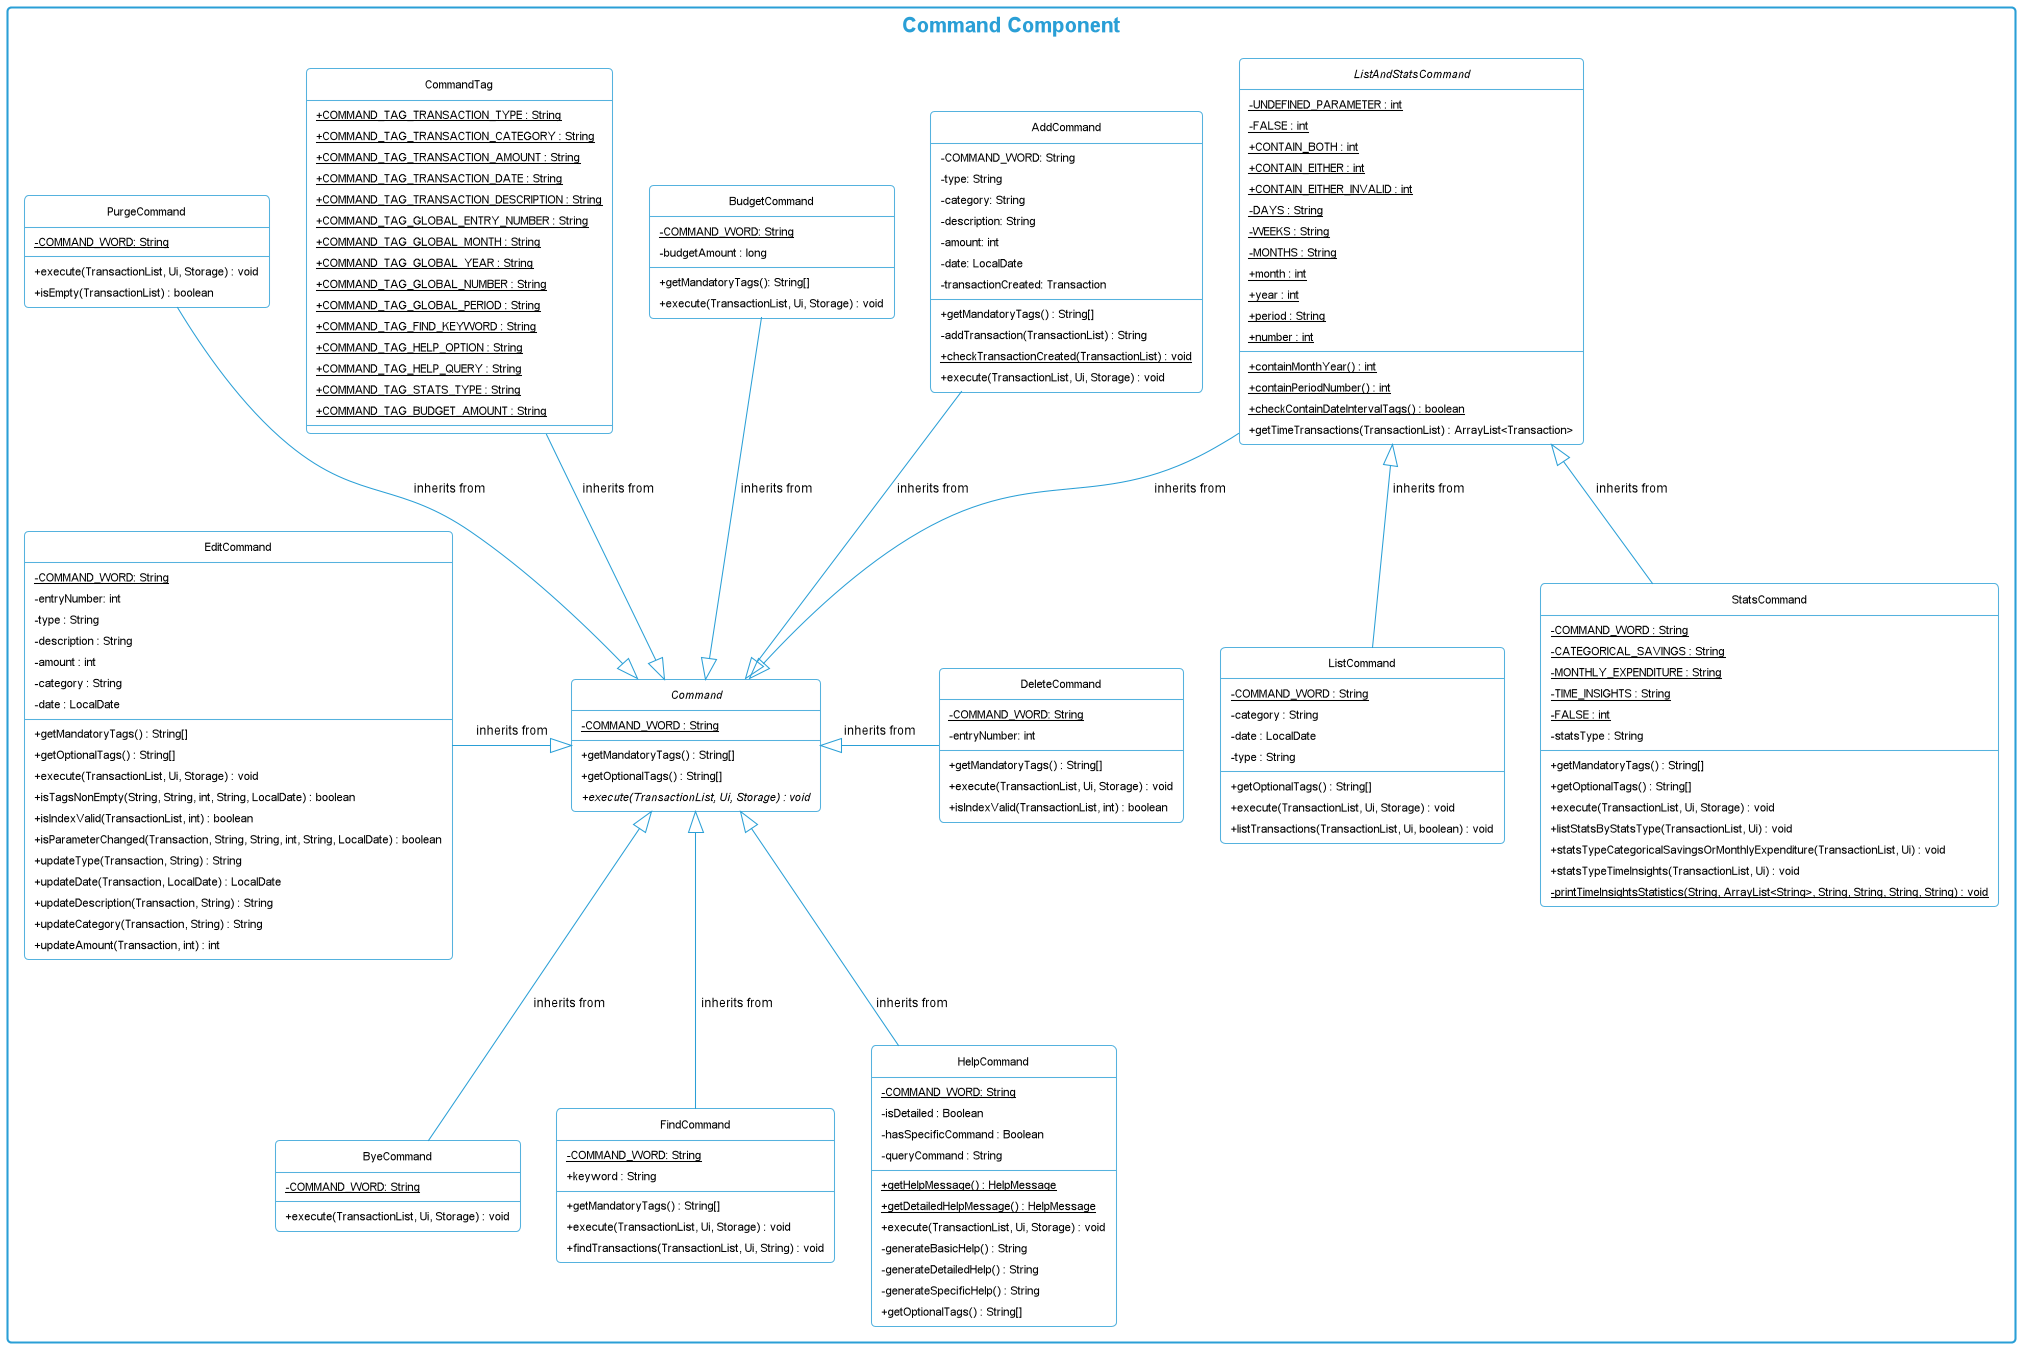 Command Component
PurgeCommand
-COMMAND_WORD: String
+execute(TransactionList, Ui, Storage) : void
+isEmpty(TransactionList) : boolean
CommandTag
+COMMAND_TAG_TRANSACTION_TYPE : String
+COMMAND_TAG_TRANSACTION_CATEGORY : String
+COMMAND_TAG_TRANSACTION_AMOUNT : String
+COMMAND_TAG_TRANSACTION_DATE : String
+COMMAND_TAG_TRANSACTION_DESCRIPTION : String
+COMMAND_TAG_GLOBAL_ENTRY_NUMBER : String
+COMMAND_TAG_GLOBAL_MONTH : String
+COMMAND_TAG_GLOBAL_YEAR : String
+COMMAND_TAG_GLOBAL_NUMBER : String
+COMMAND_TAG_GLOBAL_PERIOD : String
+COMMAND_TAG_FIND_KEYWORD : String
+COMMAND_TAG_HELP_OPTION : String
+COMMAND_TAG_HELP_QUERY : String
+COMMAND_TAG_STATS_TYPE : String
+COMMAND_TAG_BUDGET_AMOUNT : String
BudgetCommand
-COMMAND_WORD: String
-budgetAmount : long
+getMandatoryTags(): String[]
+execute(TransactionList, Ui, Storage) : void
AddCommand
-COMMAND_WORD: String
-type: String
-category: String
-description: String
-amount: int
-date: LocalDate
-transactionCreated: Transaction
+getMandatoryTags() : String[]
-addTransaction(TransactionList) : String
+checkTransactionCreated(TransactionList) : void
+execute(TransactionList, Ui, Storage) : void
ListAndStatsCommand
-UNDEFINED_PARAMETER : int
-FALSE : int
+CONTAIN_BOTH : int
+CONTAIN_EITHER : int
+CONTAIN_EITHER_INVALID : int
-DAYS : String
-WEEKS : String
-MONTHS : String
+month : int
+year : int
+period : String
+number : int
+containMonthYear() : int
+containPeriodNumber() : int
+checkContainDateIntervalTags() : boolean
+getTimeTransactions(TransactionList) : ArrayList<Transaction>
inherits from
inherits from
inherits from
inherits from
inherits from
inherits from
inherits from
EditCommand
-COMMAND_WORD: String
-entryNumber: int
-type : String
-description : String
-amount : int
-category : String
-date : LocalDate
+getMandatoryTags() : String[]
+getOptionalTags() : String[]
+execute(TransactionList, Ui, Storage) : void
+isTagsNonEmpty(String, String, int, String, LocalDate) : boolean
+isIndexValid(TransactionList, int) : boolean
+isParameterChanged(Transaction, String, String, int, String, LocalDate) : boolean
+updateType(Transaction, String) : String
+updateDate(Transaction, LocalDate) : LocalDate
+updateDescription(Transaction, String) : String
+updateCategory(Transaction, String) : String
+updateAmount(Transaction, int) : int
inherits from
Command
-COMMAND_WORD : String
+getMandatoryTags() : String[]
+getOptionalTags() : String[]
+execute(TransactionList, Ui, Storage) : void
inherits from
DeleteCommand
-COMMAND_WORD: String
-entryNumber: int
+getMandatoryTags() : String[]
+execute(TransactionList, Ui, Storage) : void
+isIndexValid(TransactionList, int) : boolean
ListCommand
-COMMAND_WORD : String
-category : String
-date : LocalDate
-type : String
+getOptionalTags() : String[]
+execute(TransactionList, Ui, Storage) : void
+listTransactions(TransactionList, Ui, boolean) : void
StatsCommand
-COMMAND_WORD : String
-CATEGORICAL_SAVINGS : String
-MONTHLY_EXPENDITURE : String
-TIME_INSIGHTS : String
-FALSE : int
-statsType : String
+getMandatoryTags() : String[]
+getOptionalTags() : String[]
+execute(TransactionList, Ui, Storage) : void
+listStatsByStatsType(TransactionList, Ui) : void
+statsTypeCategoricalSavingsOrMonthlyExpenditure(TransactionList, Ui) : void
+statsTypeTimeInsights(TransactionList, Ui) : void
-printTimeInsightsStatistics(String, ArrayList<String>, String, String, String, String) : void
inherits from
inherits from
inherits from
ByeCommand
-COMMAND_WORD: String
+execute(TransactionList, Ui, Storage) : void
FindCommand
-COMMAND_WORD: String
+keyword : String
+getMandatoryTags() : String[]
+execute(TransactionList, Ui, Storage) : void
+findTransactions(TransactionList, Ui, String) : void
HelpCommand
-COMMAND_WORD: String
-isDetailed : Boolean
-hasSpecificCommand : Boolean
-queryCommand : String
+getHelpMessage() : HelpMessage
+getDetailedHelpMessage() : HelpMessage
+execute(TransactionList, Ui, Storage) : void
-generateBasicHelp() : String
-generateDetailedHelp() : String
-generateSpecificHelp() : String
+getOptionalTags() : String[]